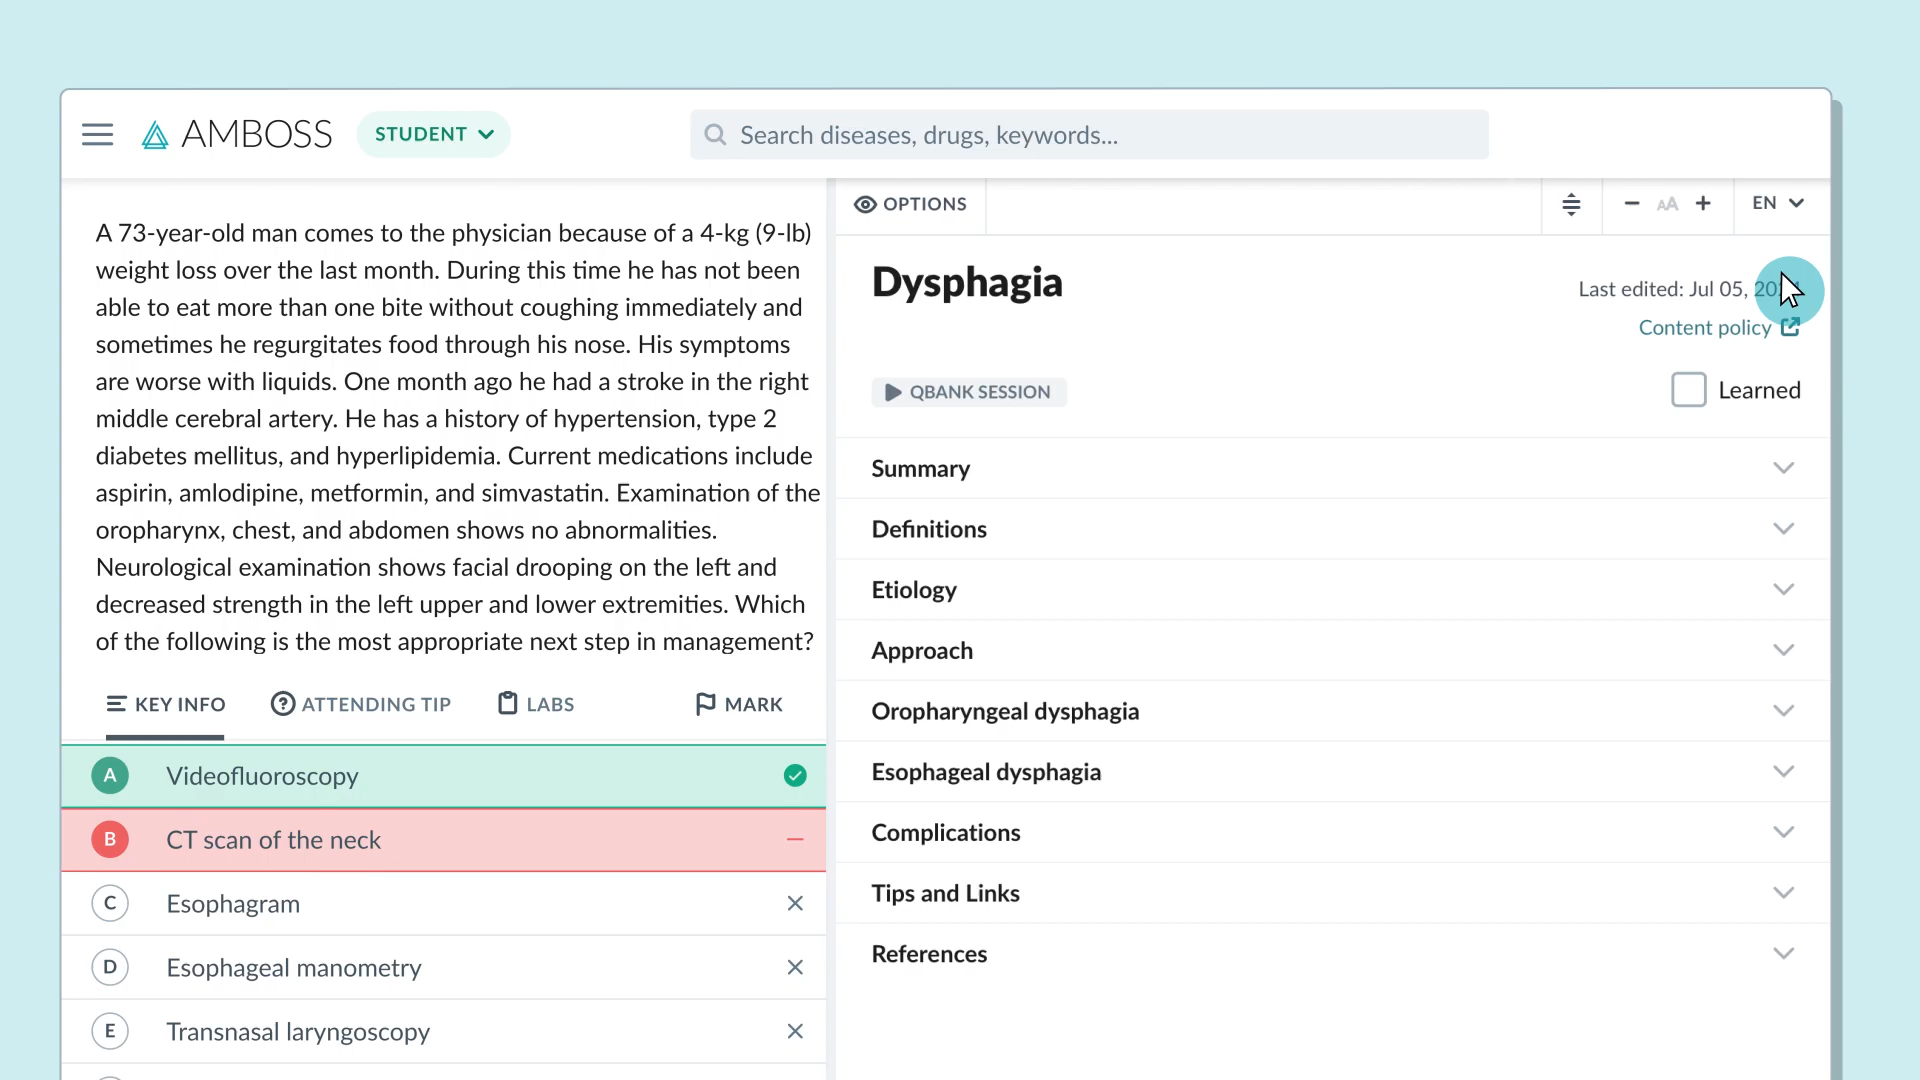 AMBOSS
STUDENT
Search diseases, drugs, keywords...
A 73-year-old man comes to the physician because of a 4-kg (9-lb)
weight loss over the last month. During this time he has not been
able to eat more than one bite without coughing immediately and
sometimes he regurgitates food through his nose. His symptoms
are worse with liquids. One month ago he had a stroke in the right
middle cerebral artery. He has a history of hypertension, type 2
diabetes mellitus, and hyperlipidemia. Current medications include
aspirin, amlodipine, metformin, and simvastatin. Examination of the
oropharynx, chest, and abdomen shows no abnormalities.
Neurological examination shows facial drooping on the left and
decreased strength in the left upper and lower extremities. Which
of the following is the most appropriate next step in management?
KEY INFO
ATTENDING TIP
LABS
MARK
A Videofluoroscopy
B CT scan of the neck
C Esophagram
D Esophageal manometry
E Transnasal laryngoscopy
OPTIONS
AA
EN
Dysphagia
Last edited: Jul 05,
Content policy
QBANK SESSION
Learned
Summary
Definitions
Etiology
Approach
Oropharyngeal dysphagia
Esophageal dysphagia
Complications
Tips and Links
References